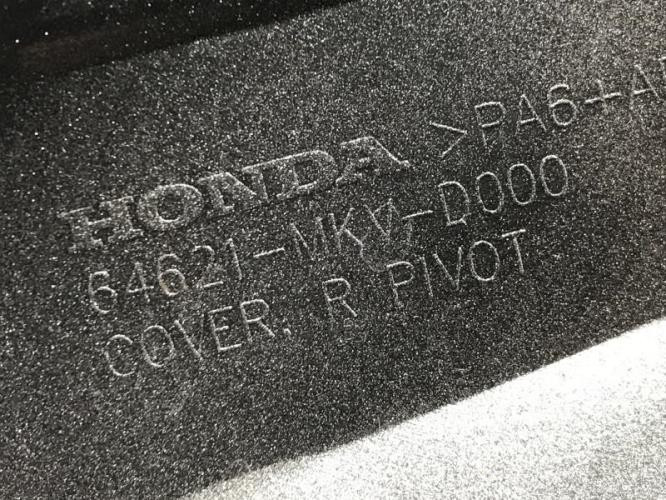 HONDA >PA6+
64621-MKV-D000
COVER, R PIVOT